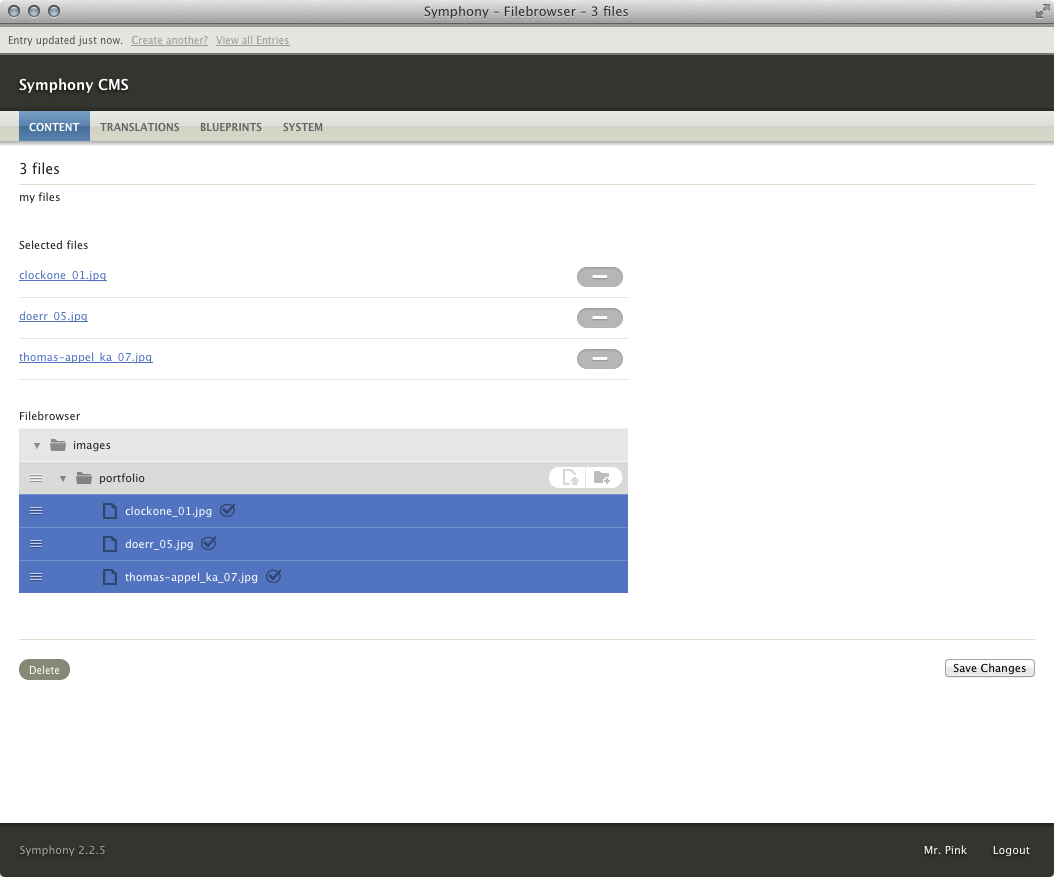 Symphony – Filebrowser – 3 files
Entry updated just now. Create another? View all Entries
Symphony CMS
CONTENT TRANSLATIONS BLUEPRINTS SYSTEM
3 files
my files
Selected files
clockone_01.jpg
doerr_05.jpg
thomas-appel_ka_07.jpg
Filebrowser
images
portfolio
clockone_01.jpg
doerr_05.jpg
thomas-appel_ka_07.jpg
Delete Save Changes
Symphony 2.2.5 Mr. Pink Logout